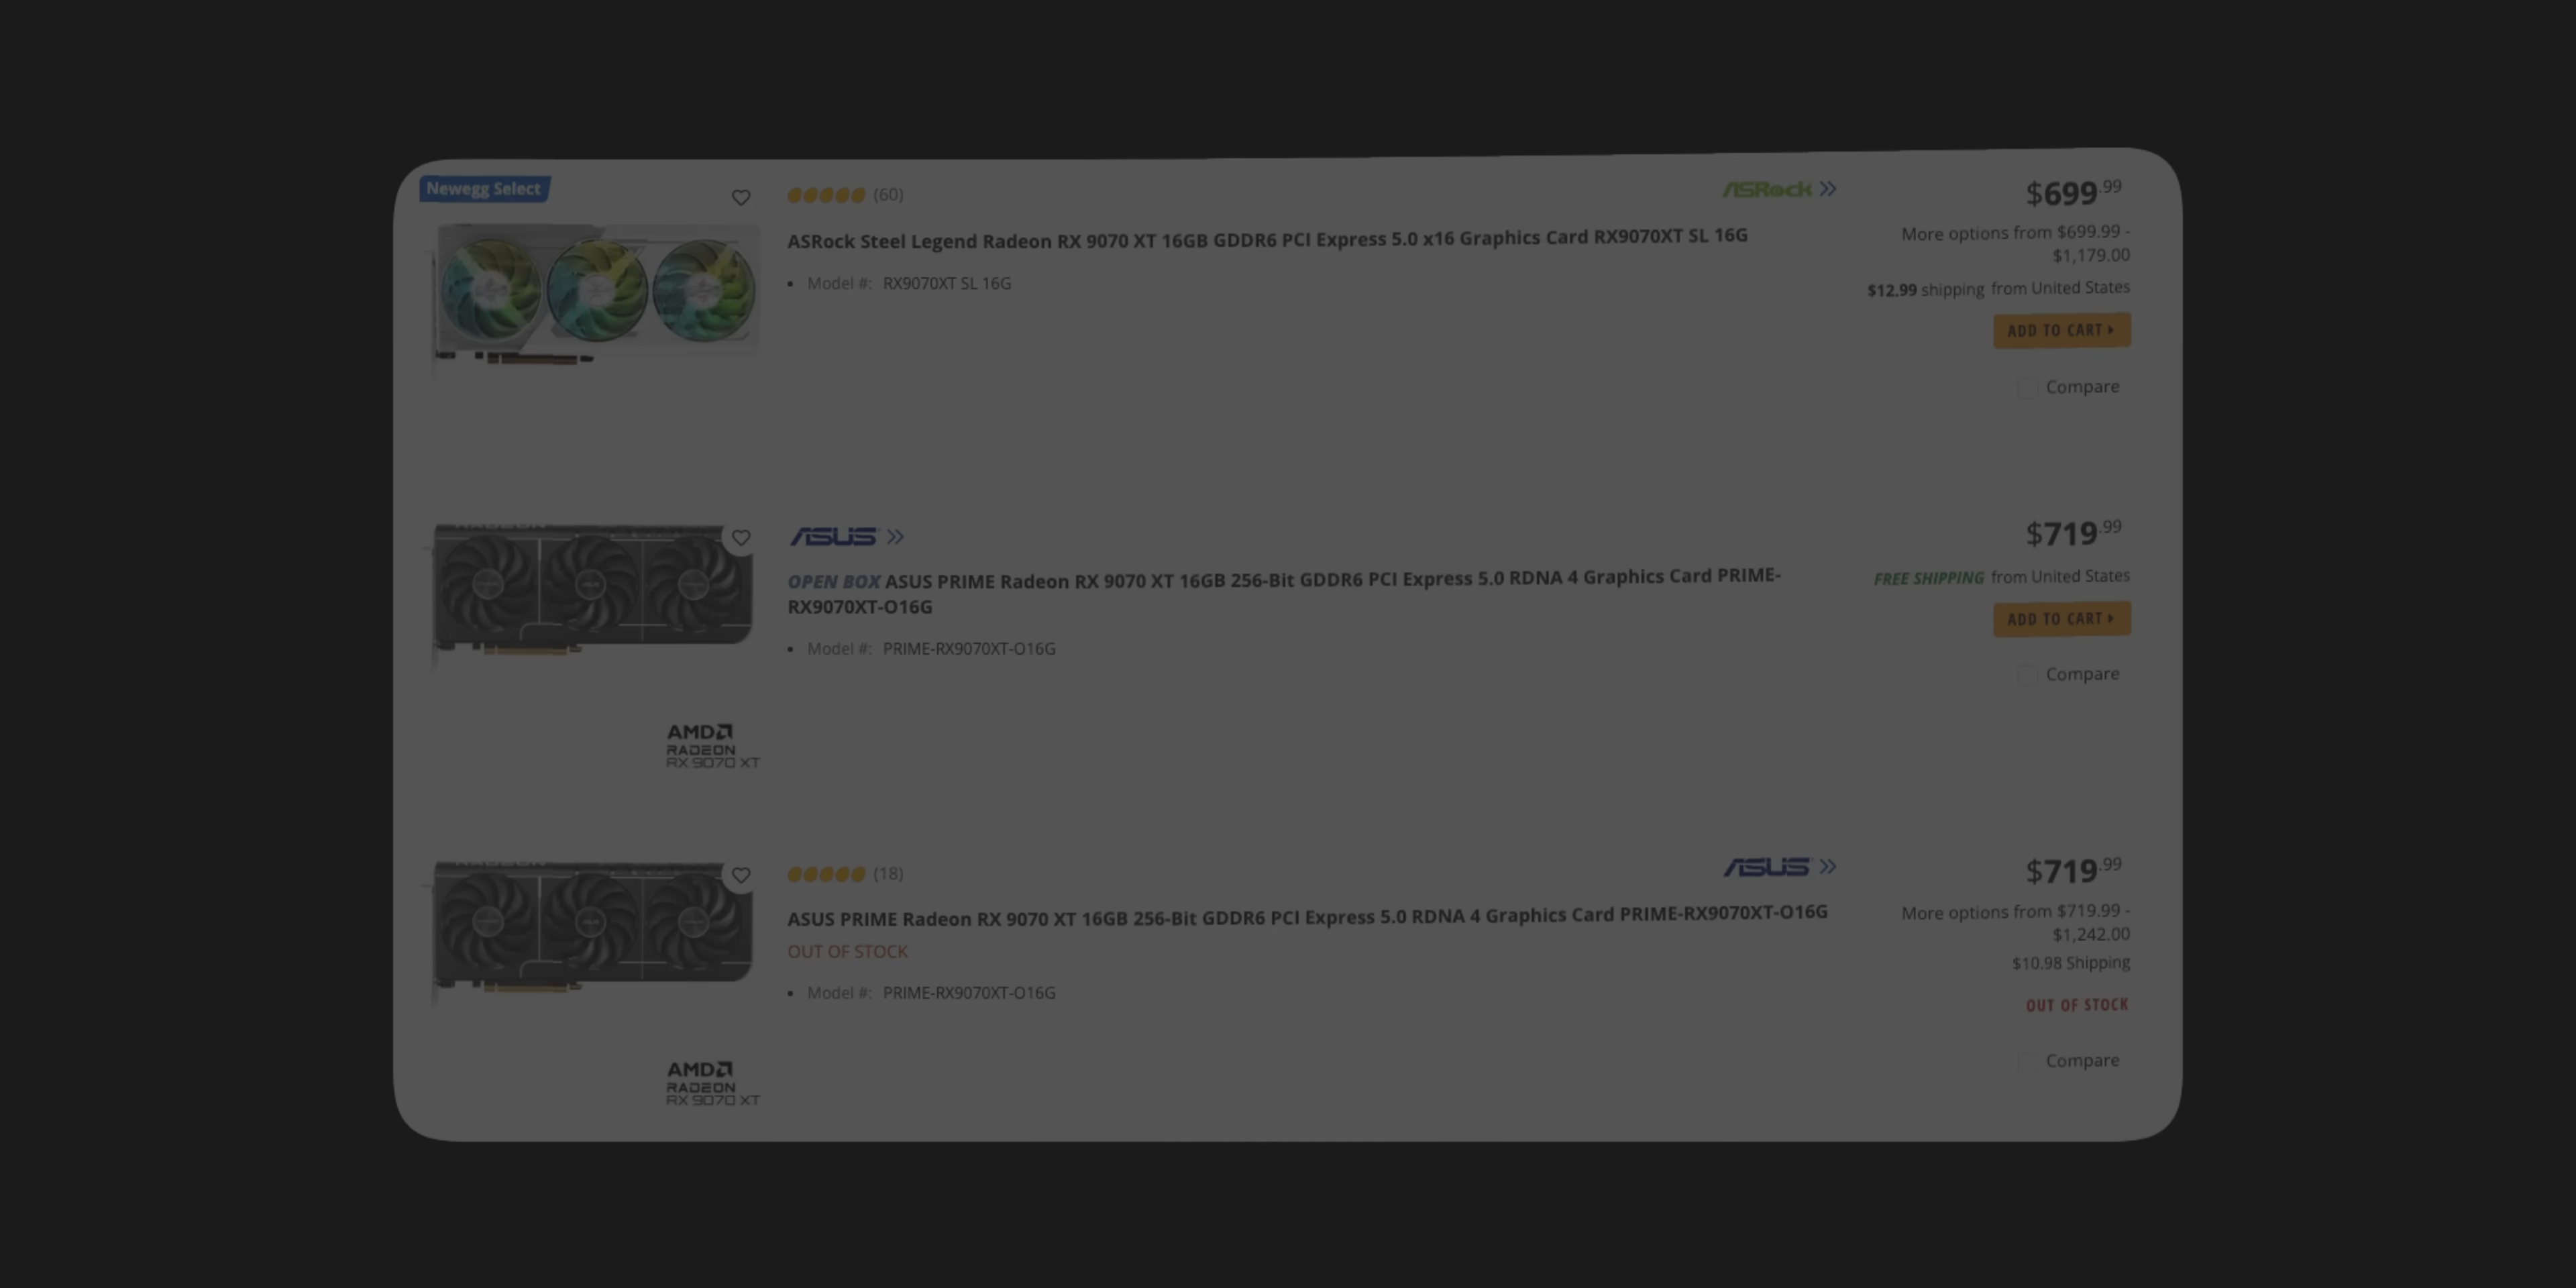 Newegg Select
(60)
ASRock
$699.99
ASRock Steel Legend Radeon RX 9070 XT 16GB GDDR6 PCI Express 5.0 x16 Graphics Card RX9070XT SL 16G
More options from $699.99 -
$1,179.00
Model #: RX9070XT SL 16G
$12.99 shipping from United States
ADD TO CART
Compare
ASUS
$719.99
OPEN BOX ASUS PRIME Radeon RX 9070 XT 16GB 256-Bit GDDR6 PCI Express 5.0 RDNA 4 Graphics Card PRIME-
RX9070XT-O16G
FREE SHIPPING from United States
ADD TO CART
Model #: PRIME-RX9070XT-O16G
Compare
AMD
RADEON
RX 9070 XT
(18)
ASUS
$719.99
ASUS PRIME Radeon RX 9070 XT 16GB 256-Bit GDDR6 PCI Express 5.0 RDNA 4 Graphics Card PRIME-RX9070XT-O16G
More options from $719.99 -
$1,242.00
OUT OF STOCK
$10.98 Shipping
Model #: PRIME-RX9070XT-O16G
OUT OF STOCK
Compare
AMD
RADEON
RX 9070 XT